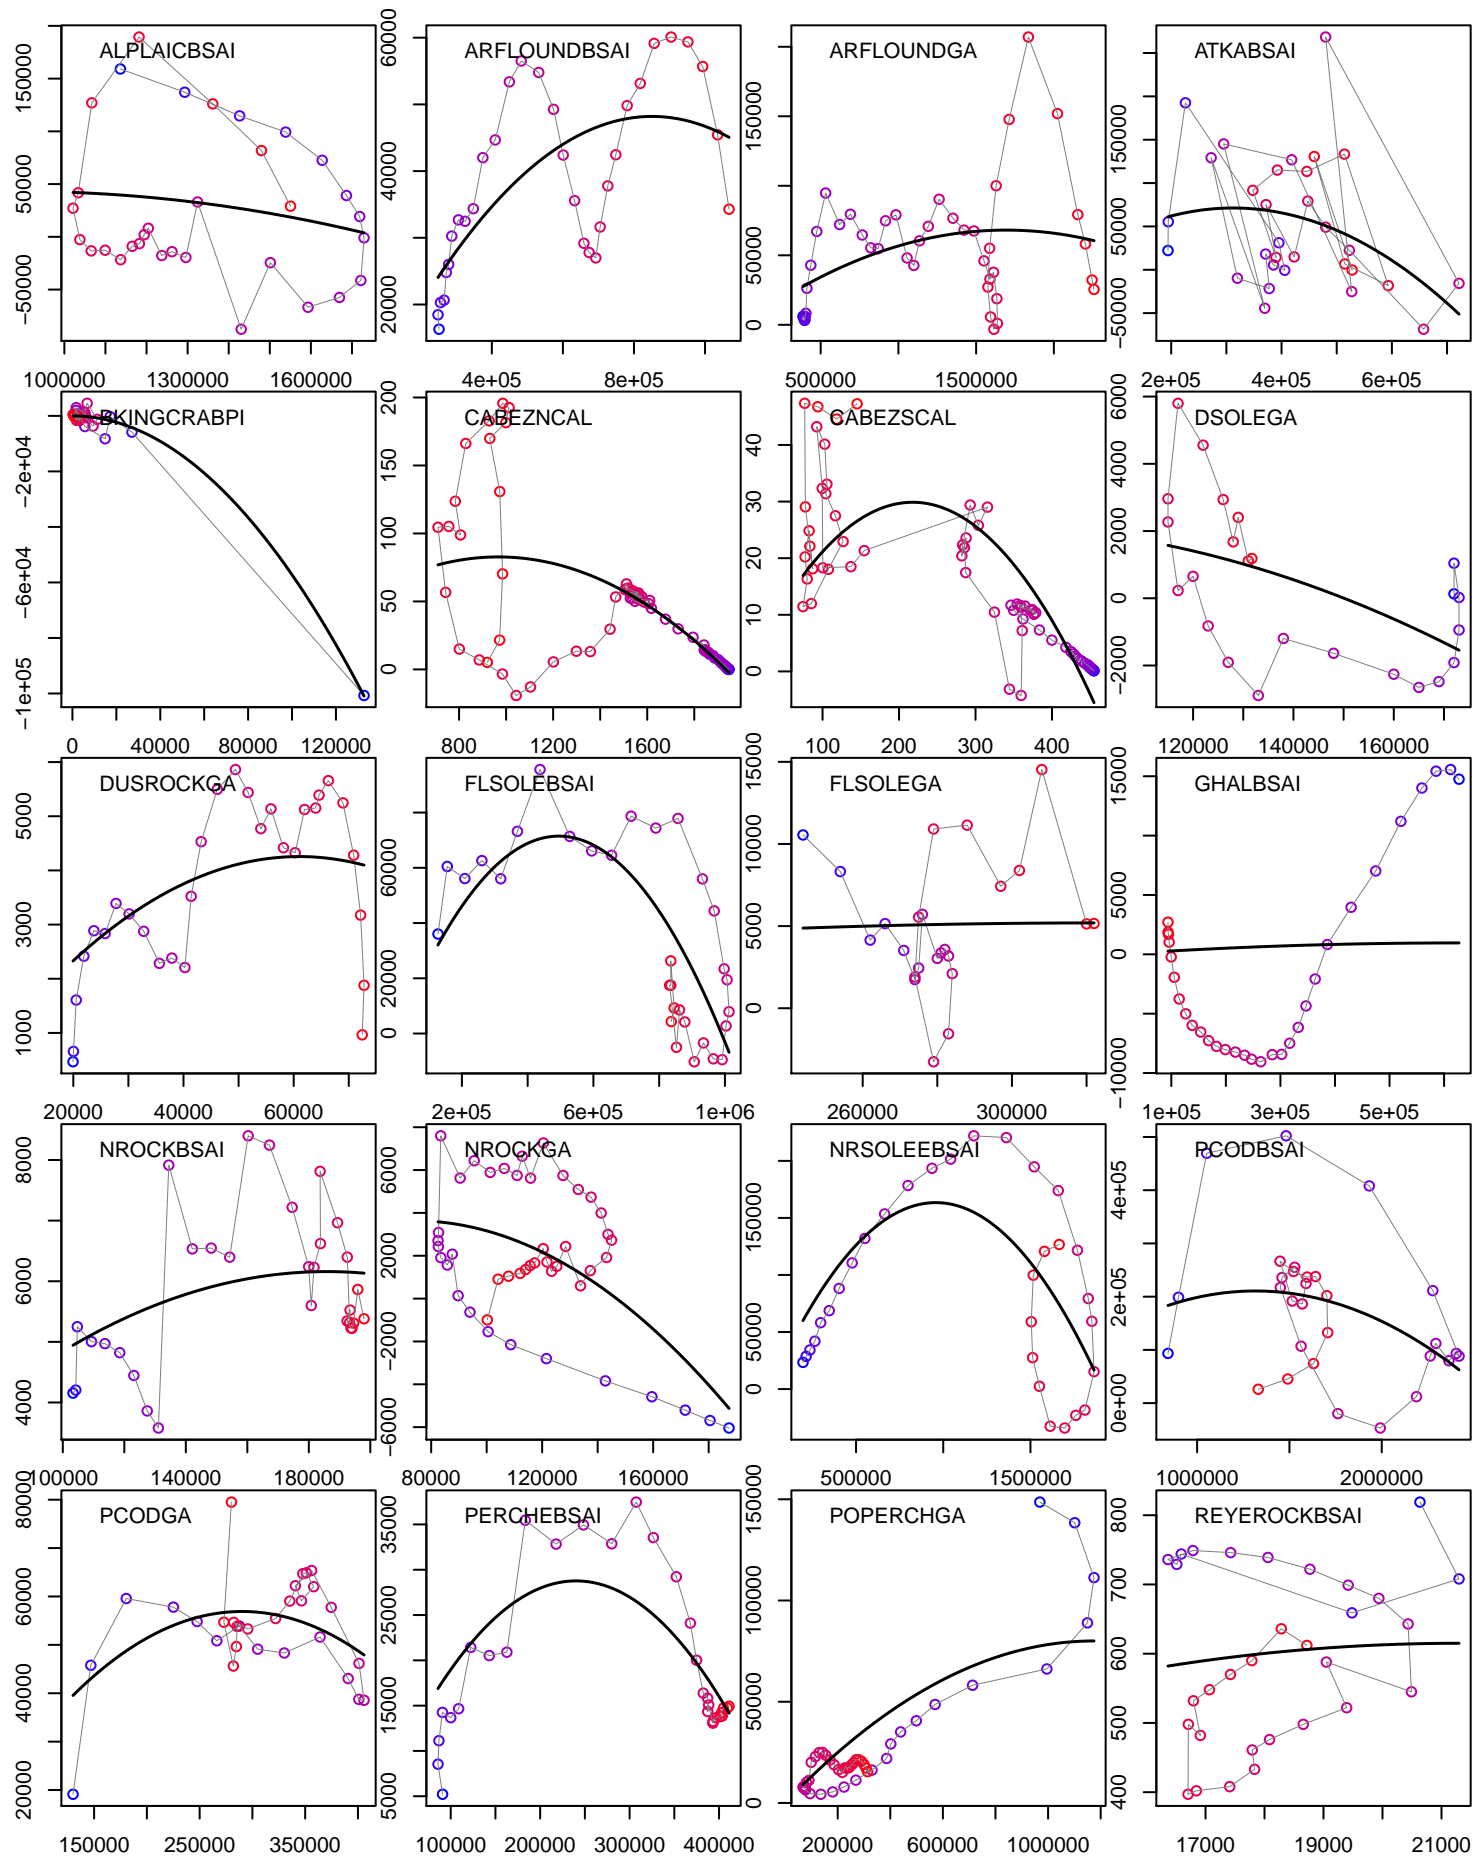 ALPLAICBSAI ARFLOUNDBSAI ARFLOUNDGA ATKABSAI
−50000 50000 150000
20000 40000 60000
0 50000 150000
−50000 50000 150000
1000000 1300000 1600000 4e+05 8e+05 500000 1500000 2e+05 4e+05 6e+05
BKINGCRABPI CABEZNCAL CABEZSCAL DSOLEGA
−1e+05 −6e+04 −2e+04
0 50 100 150 200
0 10 20 30 40
−2000 0 2000 4000 6000
0 40000 80000 120000 800 1200 1600 100 200 300 400 120000 140000 160000
DUSROCKGA FLSOLEBSAI FLSOLEGA GHALBSAI
1000 3000 5000
0 20000 60000
0 5000 10000 15000
−10000 0 5000 15000
20000 40000 60000 2e+05 6e+05 1e+06 260000 300000 1e+05 3e+05 5e+05
NROCKBSAI NROCKGA NRSOLEEBSAI PCODBSAI
4000 6000 8000
−6000 −2000 2000 6000
0 50000 150000
0e+00 2e+05 4e+05
100000 140000 180000 80000 120000 160000 5000000 1500000 1000000 2000000
PCODGA PERCHEBSAI POPERCHGA REYEROCKBSAI
20000 40000 60000 80000
5000 15000 25000 35000
0 50000 100000 150000
400 500 600 700 800
150000 250000 350000 100000 200000 300000 400000 200000 600000 1000000 17000 19000 21000